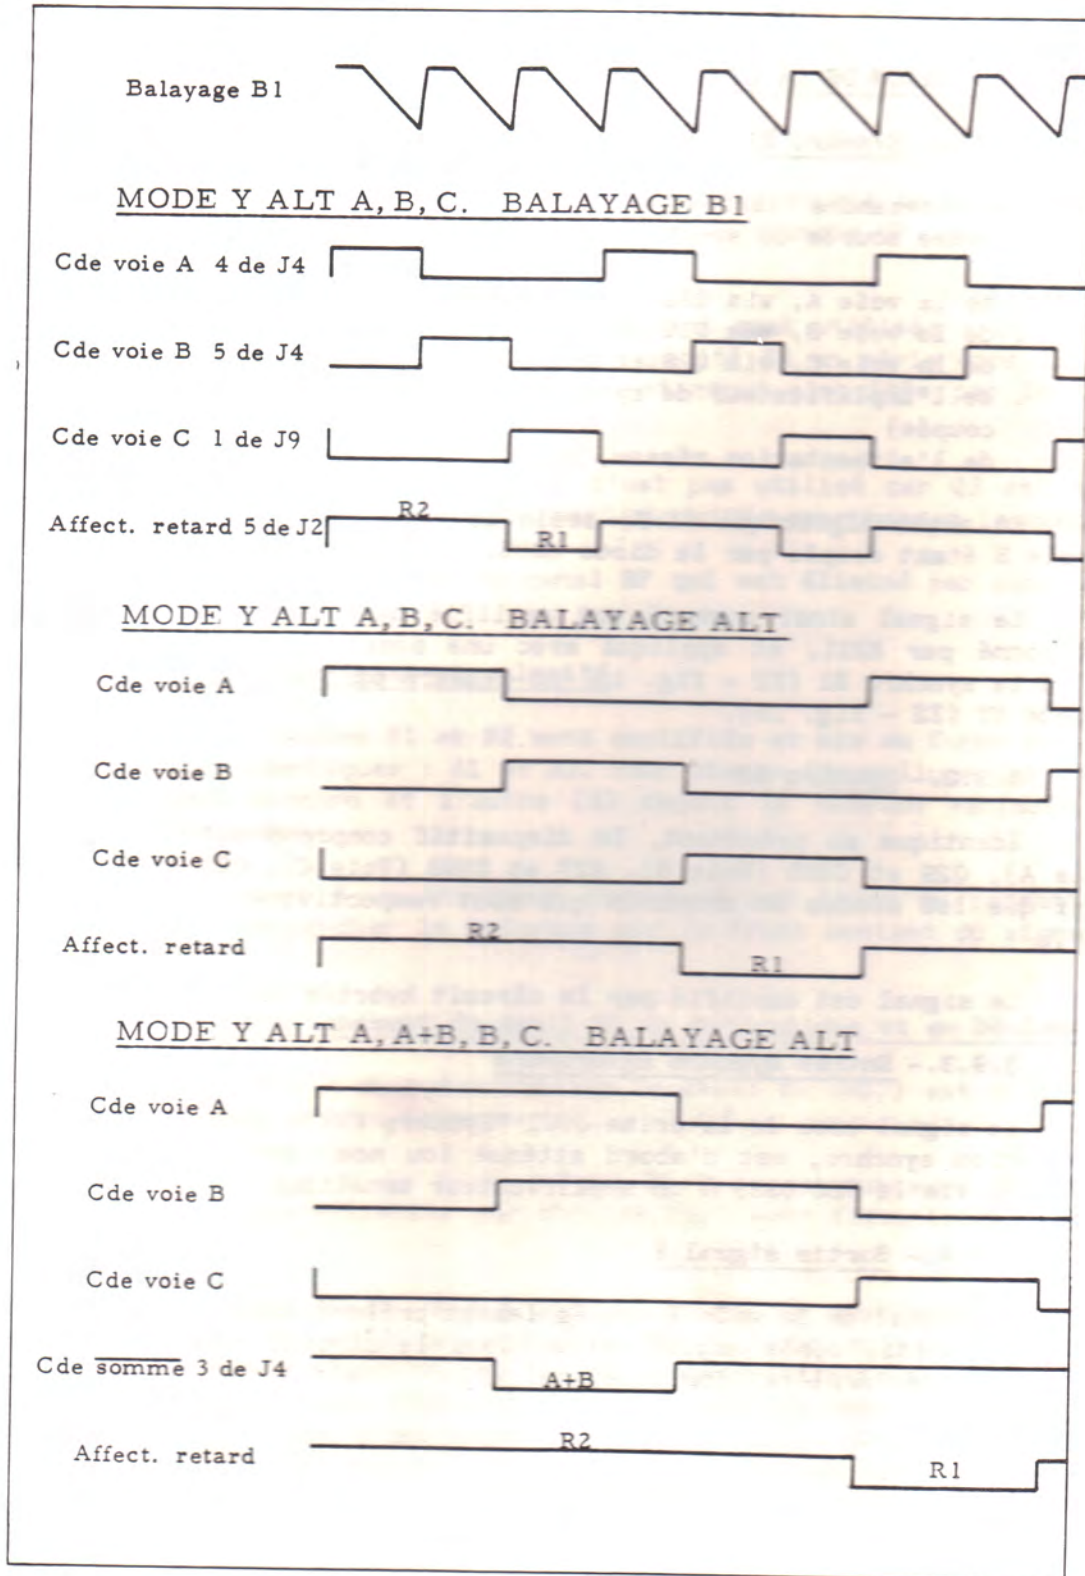 Balayage B1
MODE Y ALT A, B, C. BALAYAGE B1
Cde voie A 4 de J4
Cde voie B 5 de J4
Cde voie C 1 de J9
Affect. retard 5 de J2
R2
R1
MODE Y ALT A, B, C. BALAYAGE ALT
Cde voie A
Cde voie B
Cde voie C
Affect. retard
R2
R1
MODE Y ALT A, A+B, B, C. BALAYAGE ALT
Cde voie A
Cde voie B
Cde voie C
Cde somme 3 de J4
A+B
Affect. retard
R2
R1